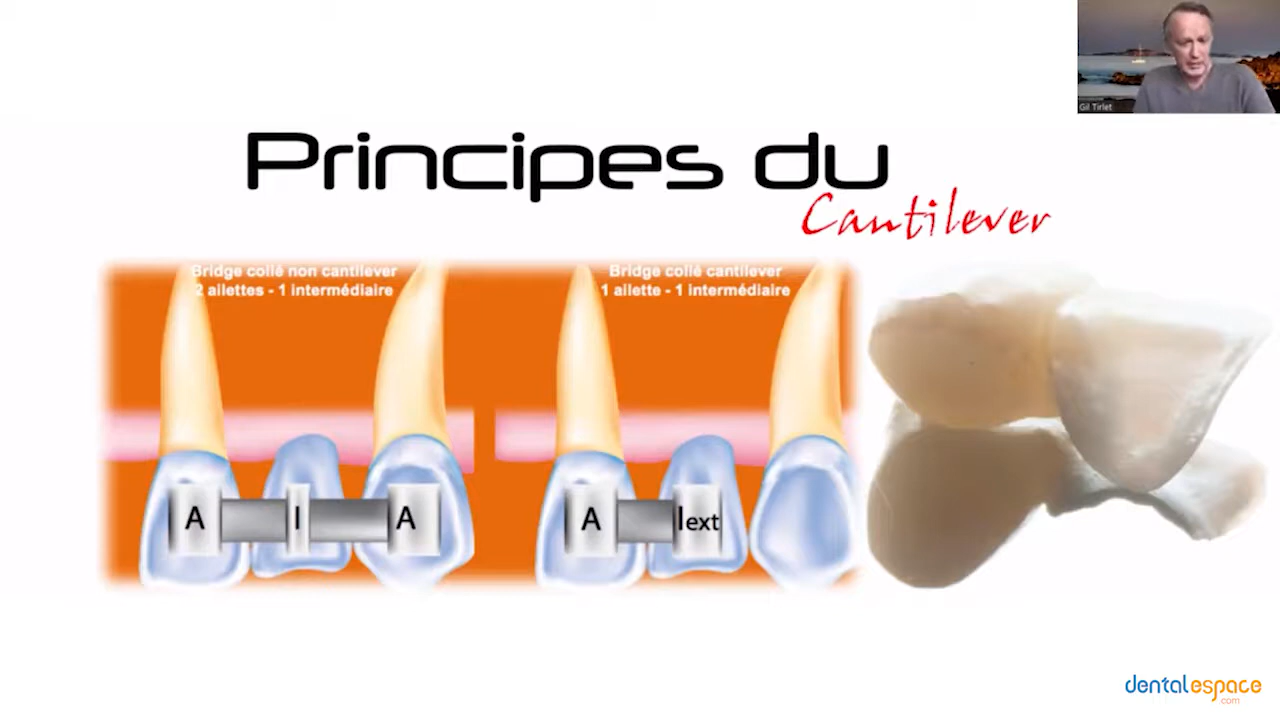 Gil Tirlet
Principes du
Cantilever
Bridge collé non cantilever
2 ailettes - 1 intermédiaire
Bridge collé cantilever
1 ailette - 1 intermédiaire
A I A
A Iext
dentalespace
.com